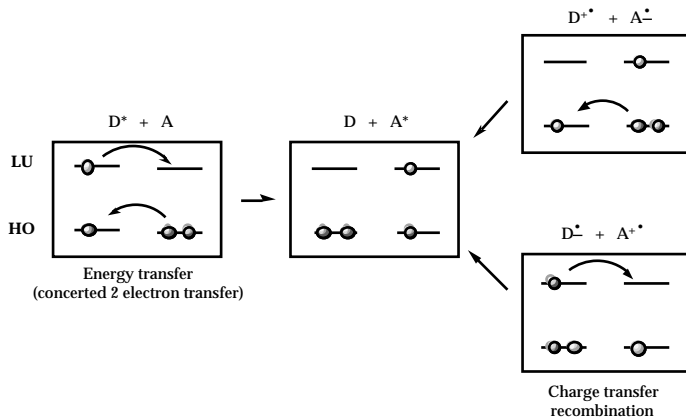 D⁺• + A•–
D* + A
D + A*
LU
HO
Energy transfer
(concerted 2 electron transfer)
D•– + A⁺•
Charge transfer
recombination